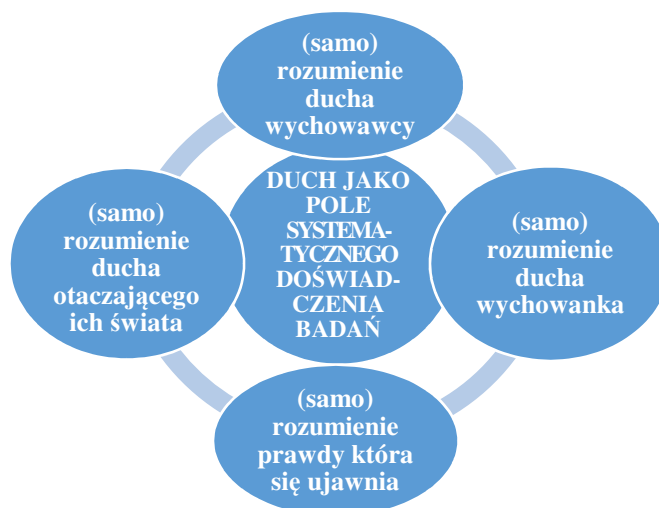 (samo)
rozumienie
ducha
wychowawcy
DUCH JAKO
POLE
SYSTEMA-
TYCZNEGO
DOŚWIAD-
CZENIA
BADAŃ
(samo)
rozumienie
ducha
otaczającego
ich świata
(samo)
rozumienie
ducha
wychowanka
(samo)
rozumienie
prawdy która
się ujawnia